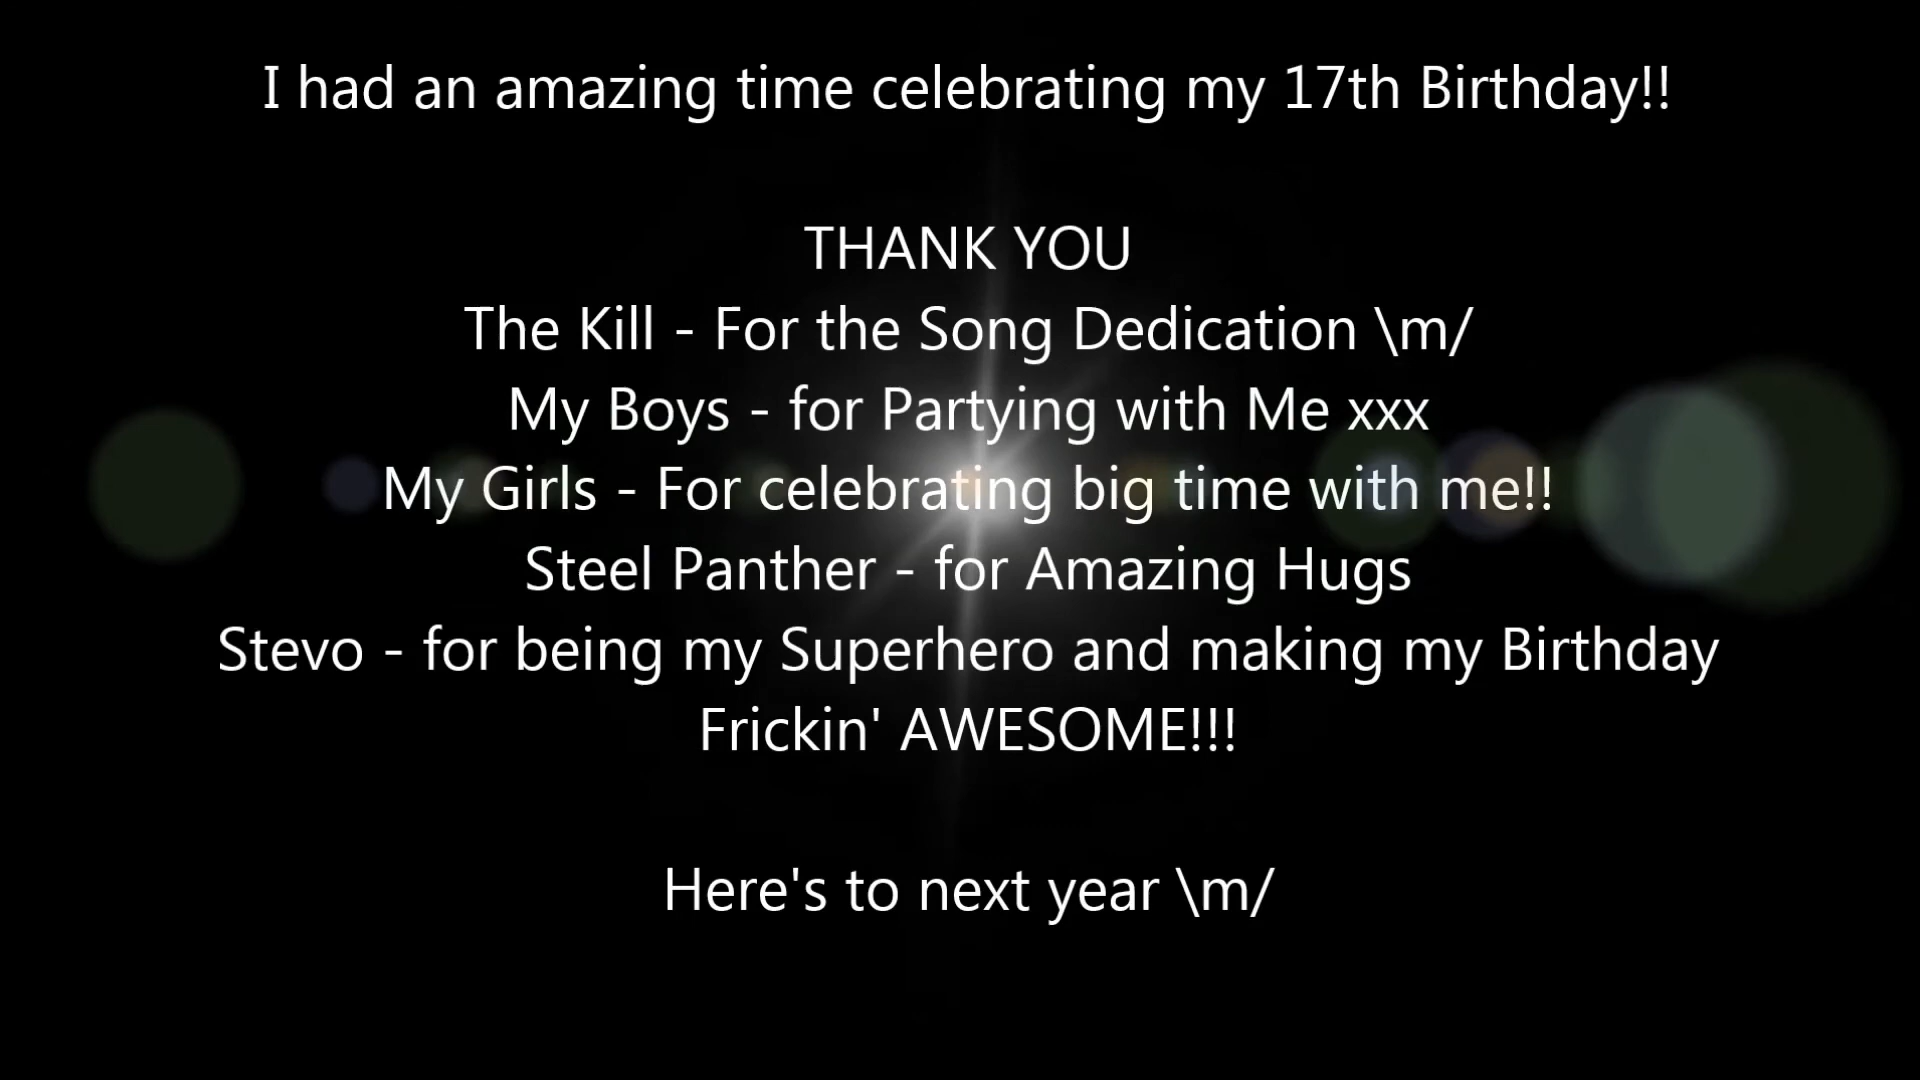 I had an amazing time celebrating my 17th Birthday!!
THANK YOU
The Kill - For the Song Dedication \m/
My Boys - for Partying with Me xxx
My Girls - For celebrating big time with me!!
Steel Panther - for Amazing Hugs
Stevo - for being my Superhero and making my Birthday
Frickin' AWESOME!!!
Here's to next year \m/